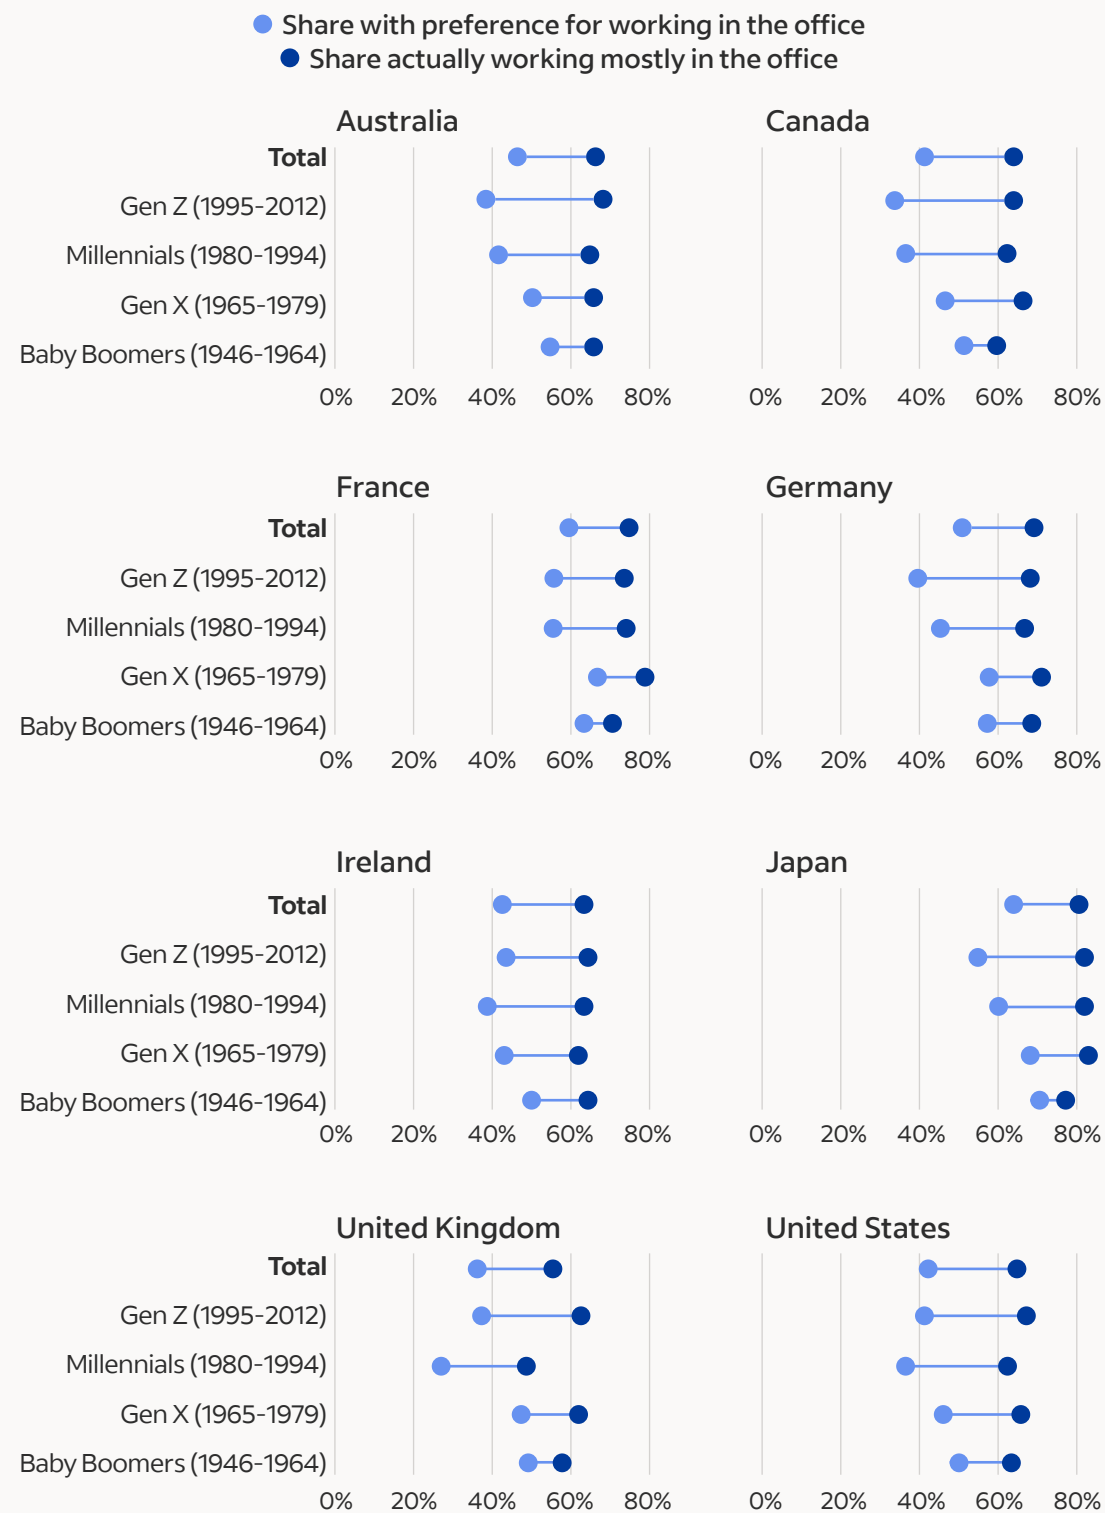 Share with preference for working in the office
Share actually working mostly in the office
Australia
Canada
Total
Gen Z (1995-2012)
Millennials (1980-1994)
Gen X (1965-1979)
Baby Boomers (1946-1964)
0% 20% 40% 60% 80%
0% 20% 40% 60% 80%
France
Germany
Total
Gen Z (1995-2012)
Millennials (1980-1994)
Gen X (1965-1979)
Baby Boomers (1946-1964)
0% 20% 40% 60% 80%
0% 20% 40% 60% 80%
Ireland
Japan
Total
Gen Z (1995-2012)
Millennials (1980-1994)
Gen X (1965-1979)
Baby Boomers (1946-1964)
0% 20% 40% 60% 80%
0% 20% 40% 60% 80%
United Kingdom
United States
Total
Gen Z (1995-2012)
Millennials (1980-1994)
Gen X (1965-1979)
Baby Boomers (1946-1964)
0% 20% 40% 60% 80%
0% 20% 40% 60% 80%